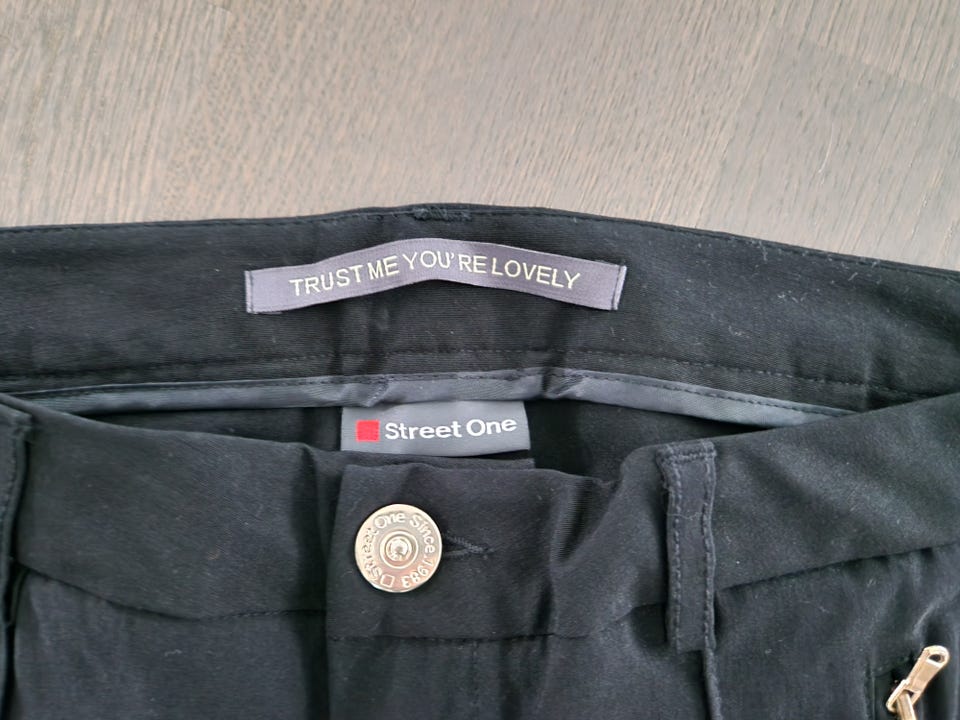 TRUST ME YOU'RE LOVELY
Street One
Street One Since 1983